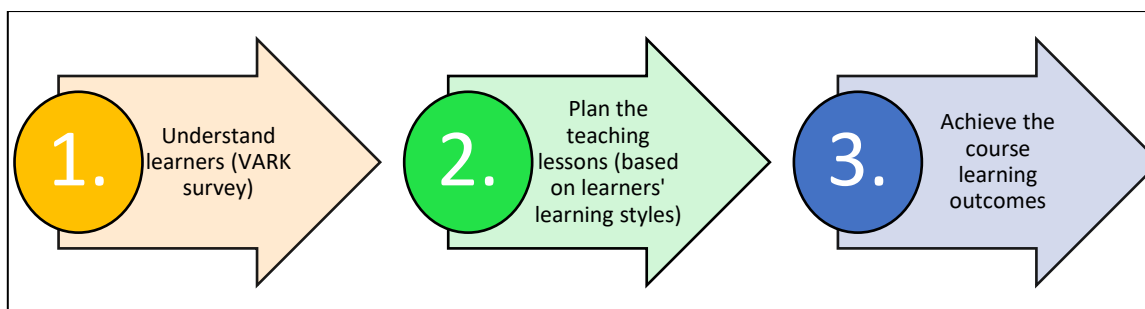 1.
Understand
learners (VARK
survey)
2.
Plan the
teaching
lessons (based
on learners'
learning styles)
3.
Achieve the
course
learning
outcomes